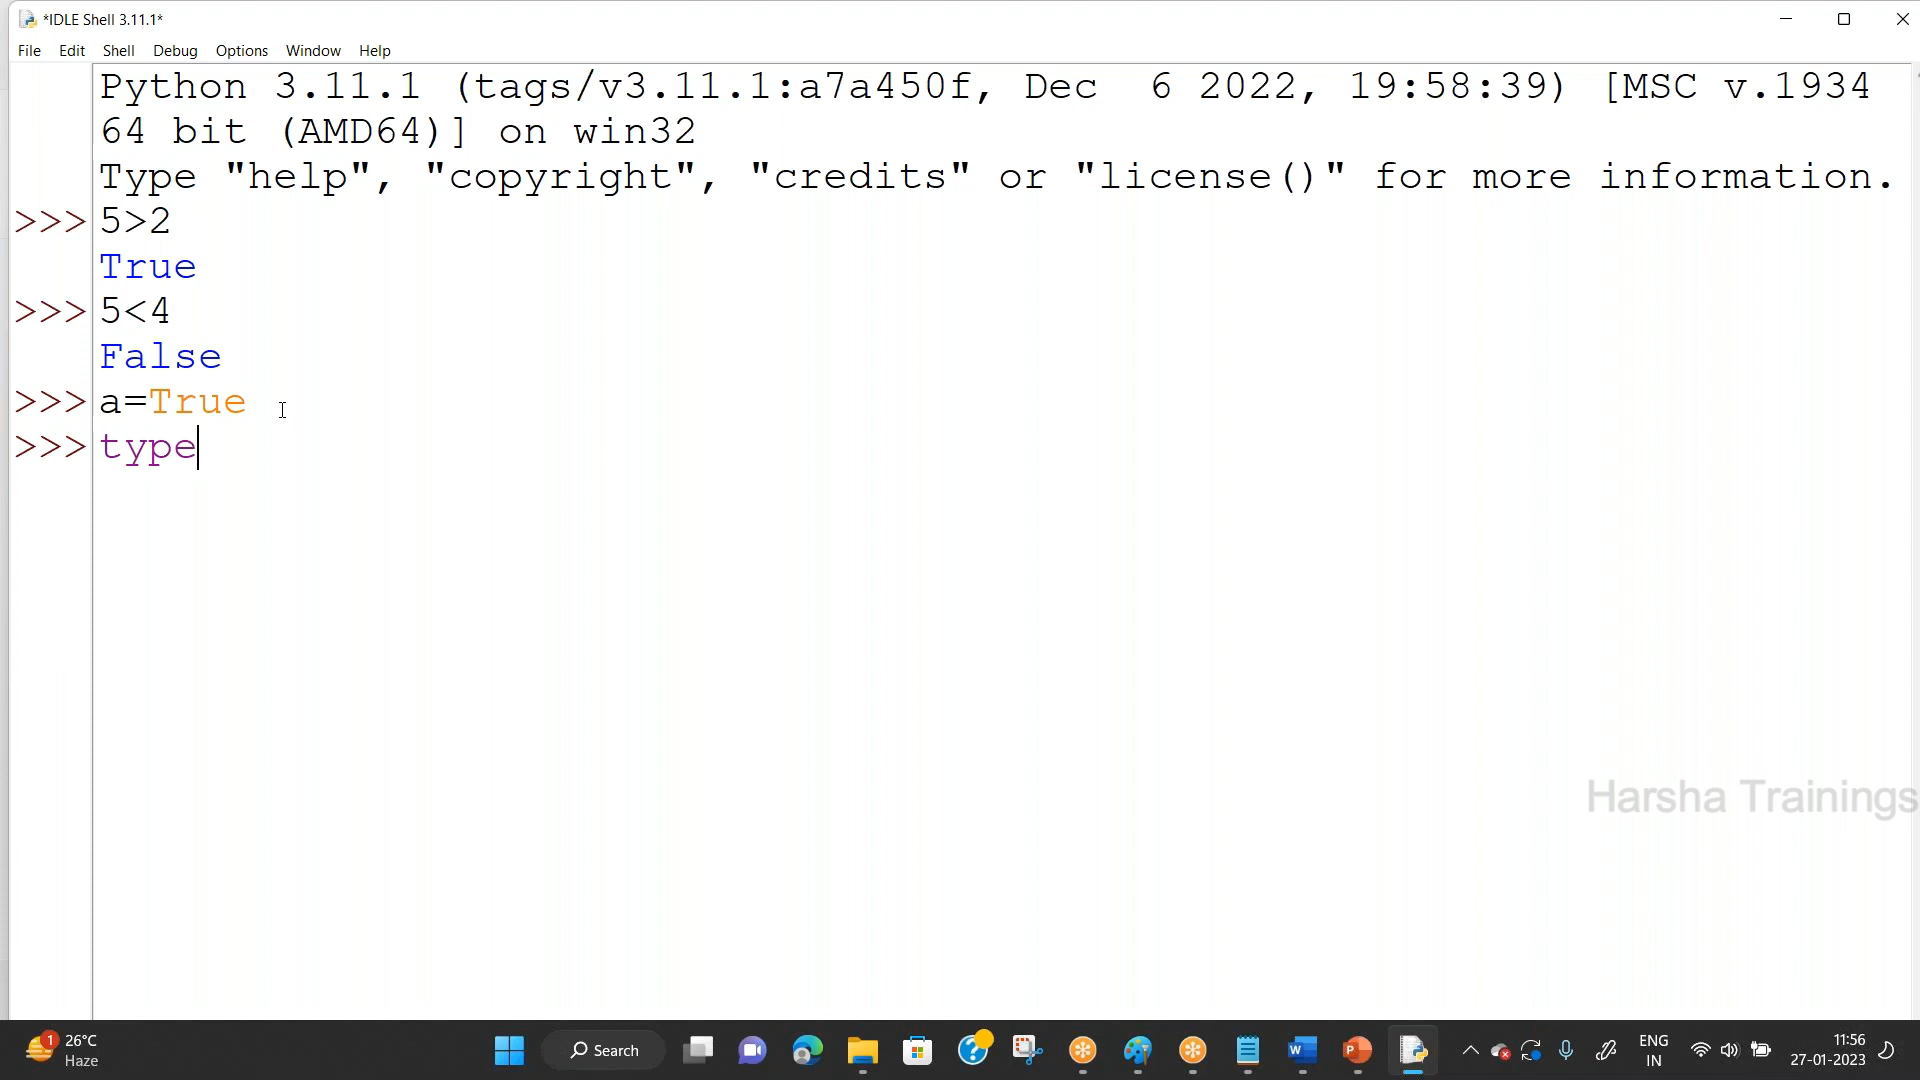 *IDLE Shell 3.11.1*
File Edit Shell Debug Options Window Help
Python 3.11.1 (tags/v3.11.1:a7a450f, Dec  6 2022, 19:58:39) [MSC v.1934
64 bit (AMD64)] on win32
Type "help", "copyright", "credits" or "license()" for more information.
>>> 5>2
True
>>> 5<4
False
>>> a=True
>>> type
Harsha Trainings
1 26°C
Haze
Search
ENG
IN
11:56
27-01-2023